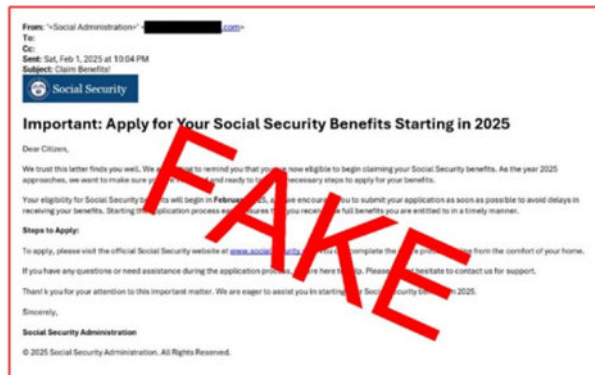 From: '<Social Administration>' < .com>
To:
Cc:
Sent: Sat, Feb 1, 2025 at 10:04 PM
Subject: Claim Benefits!
Social Security
Important: Apply for Your Social Security Benefits Starting in 2025
Dear Citizen,
We trust this letter finds you well. We are to remind you that you are now eligible to begin claiming your Social Security benefits. As the year 2025
approaches, we want to make sure you and ready to necessary steps to apply for your benefits.
Your eligibility for Social Security benefits will begin in February encourage you to submit your application as soon as possible to avoid delays in
receiving your benefits. Starting the application process ensures that you receive the full benefits you are entitled to in a timely manner.
Steps to Apply:
To apply, please visit the official Social Security website at complete the from the comfort of your home.
If you have any questions or need assistance during the application process, are here to help. Please hesitate to contact us for support.
Thank you for your attention to this important matter. We are eager to assist you in starting Social Security in 2025.
Sincerely,
Social Security Administration
© 2025 Social Security Administration. All Rights Reserved.
FAKE